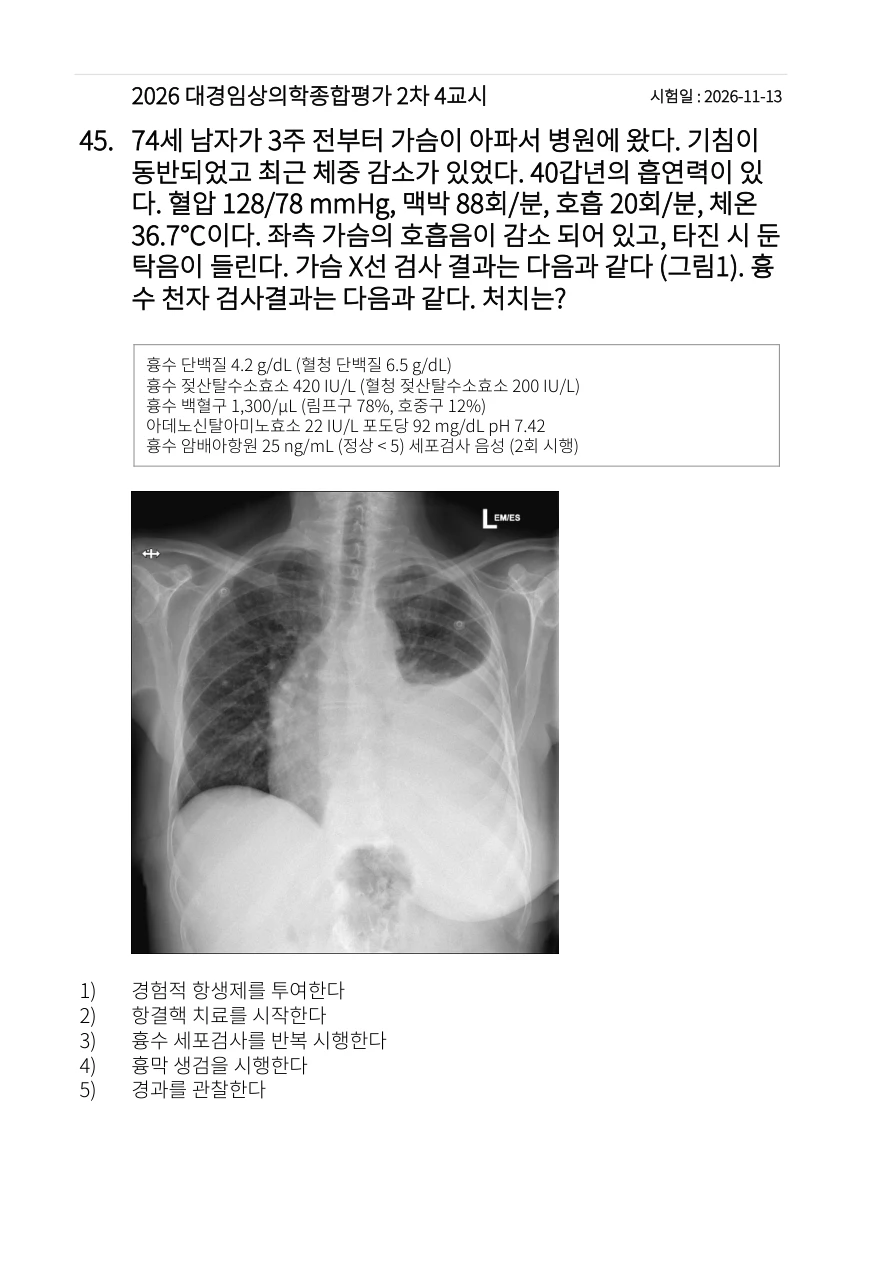 2026 대경임상의학종합평가 2차 4교시
시험일 : 2026-11-13
45. 74세 남자가 3주 전부터 가슴이 아파서 병원에 왔다. 기침이
동반되었고 최근 체중 감소가 있었다. 40갑년의 흡연력이 있
다. 혈압 128/78 mmHg, 맥박 88회/분, 호흡 20회/분, 체온
36.7°C이다. 좌측 가슴의 호흡음이 감소 되어 있고, 타진 시 둔
탁음이 들린다. 가슴 X선 검사 결과는 다음과 같다 (그림1). 흉
수 천자 검사결과는 다음과 같다. 처치는?
흉수 단백질 4.2 g/dL (혈청 단백질 6.5 g/dL)
흉수 젖산탈수소효소 420 IU/L (혈청 젖산탈수소효소 200 IU/L)
흉수 백혈구 1,300/μL (림프구 78%, 호중구 12%)
아데노신탈아미노효소 22 IU/L 포도당 92 mg/dL pH 7.42
흉수 암배아항원 25 ng/mL (정상 < 5) 세포검사 음성 (2회 시행)
L EM/ES
1) 경험적 항생제를 투여한다
2) 항결핵 치료를 시작한다
3) 흉수 세포검사를 반복 시행한다
4) 흉막 생검을 시행한다
5) 경과를 관찰한다